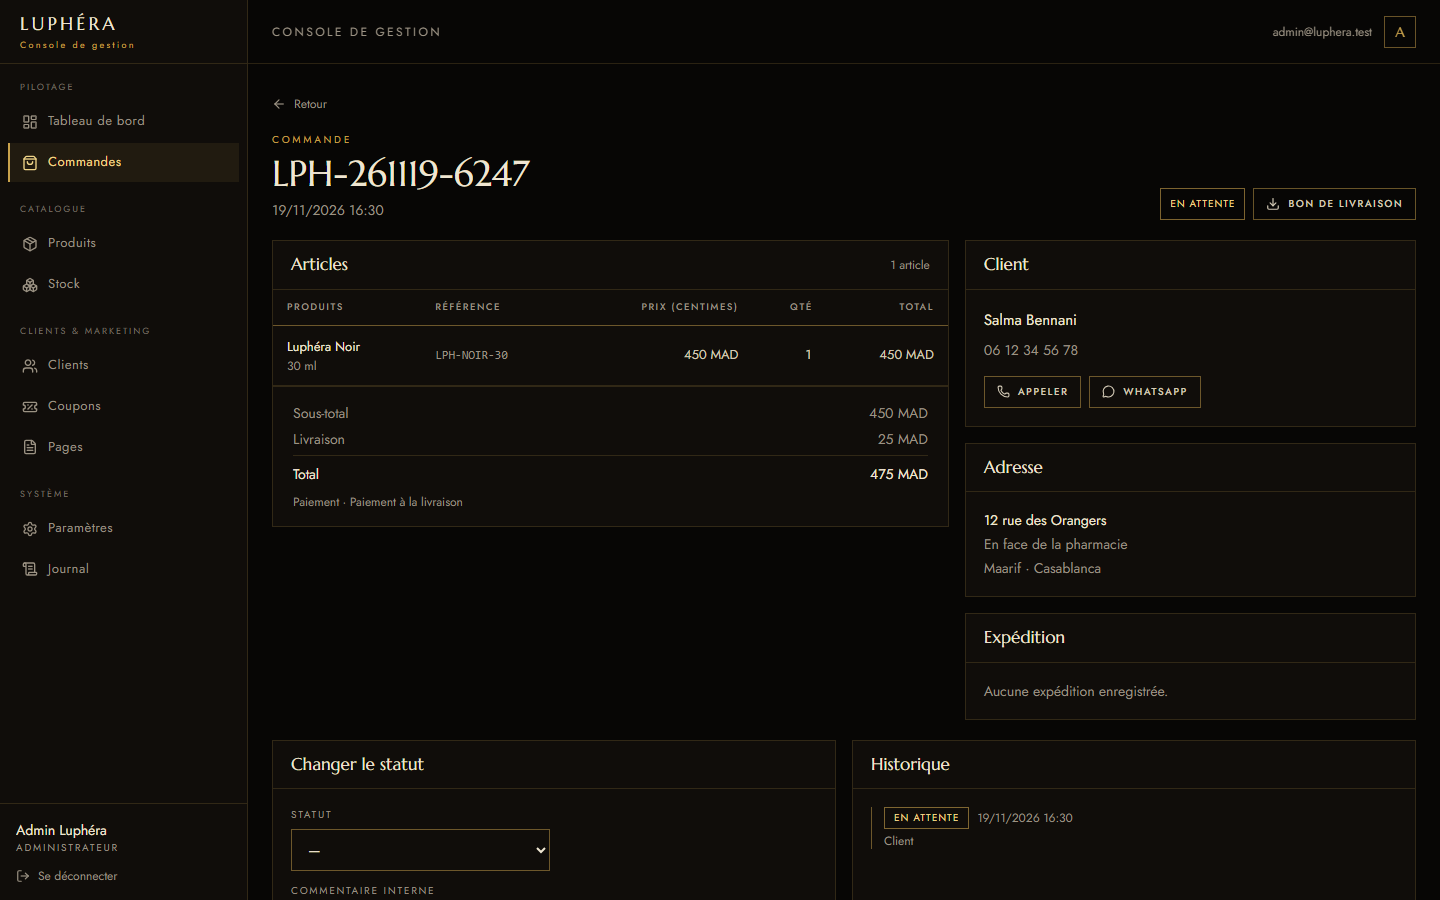 LUPHÉRA
Console de gestion
CONSOLE DE GESTION
admin@luphera.test
A
PILOTAGE
Tableau de bord
Commandes
CATALOGUE
Produits
Stock
CLIENTS & MARKETING
Clients
Coupons
Pages
SYSTÈME
Paramètres
Journal
Admin Luphéra
ADMINISTRATEUR
Se déconnecter
Retour
COMMANDE
LPH-261119-6247
19/11/2026 16:30
EN ATTENTE
BON DE LIVRAISON
Articles
1 article
PRODUITS RÉFÉRENCE PRIX (CENTIMES) QTÉ TOTAL
Luphéra Noir
30 ml
LPH-NOIR-30 450 MAD 1 450 MAD
Sous-total 450 MAD
Livraison 25 MAD
Total 475 MAD
Paiement · Paiement à la livraison
Client
Salma Bennani
06 12 34 56 78
APPELER
WHATSAPP
Adresse
12 rue des Orangers
En face de la pharmacie
Maarif · Casablanca
Expédition
Aucune expédition enregistrée.
Changer le statut
STATUT
—
COMMENTAIRE INTERNE
Historique
EN ATTENTE 19/11/2026 16:30
Client